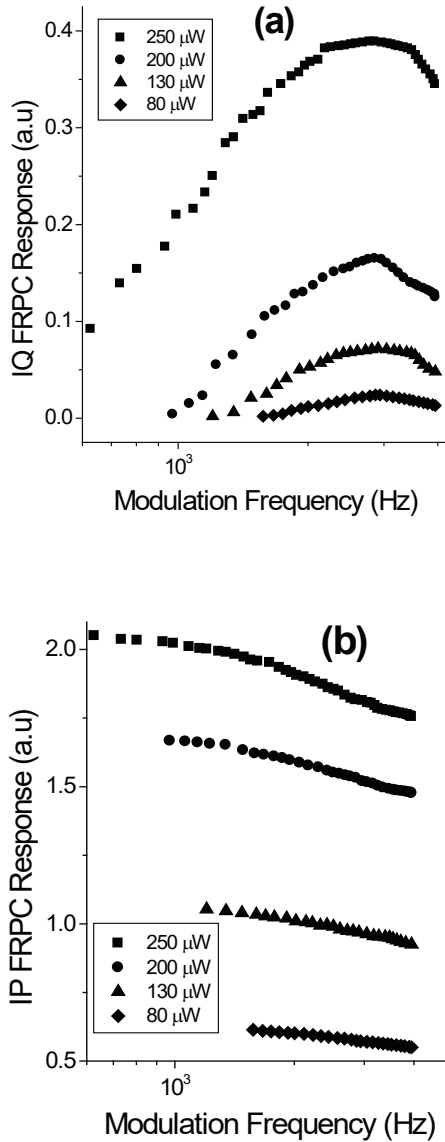 (a)
250 μW
200 μW
130 μW
80 μW
0.4
0.3
0.2
0.1
0.0
IQ FRPC Response (a.u)
10³
Modulation Frequency (Hz)
(b)
2.0
1.5
1.0
0.5
IP FRPC Response (a.u)
250 μW
200 μW
130 μW
80 μW
10³
Modulation Frequency (Hz)